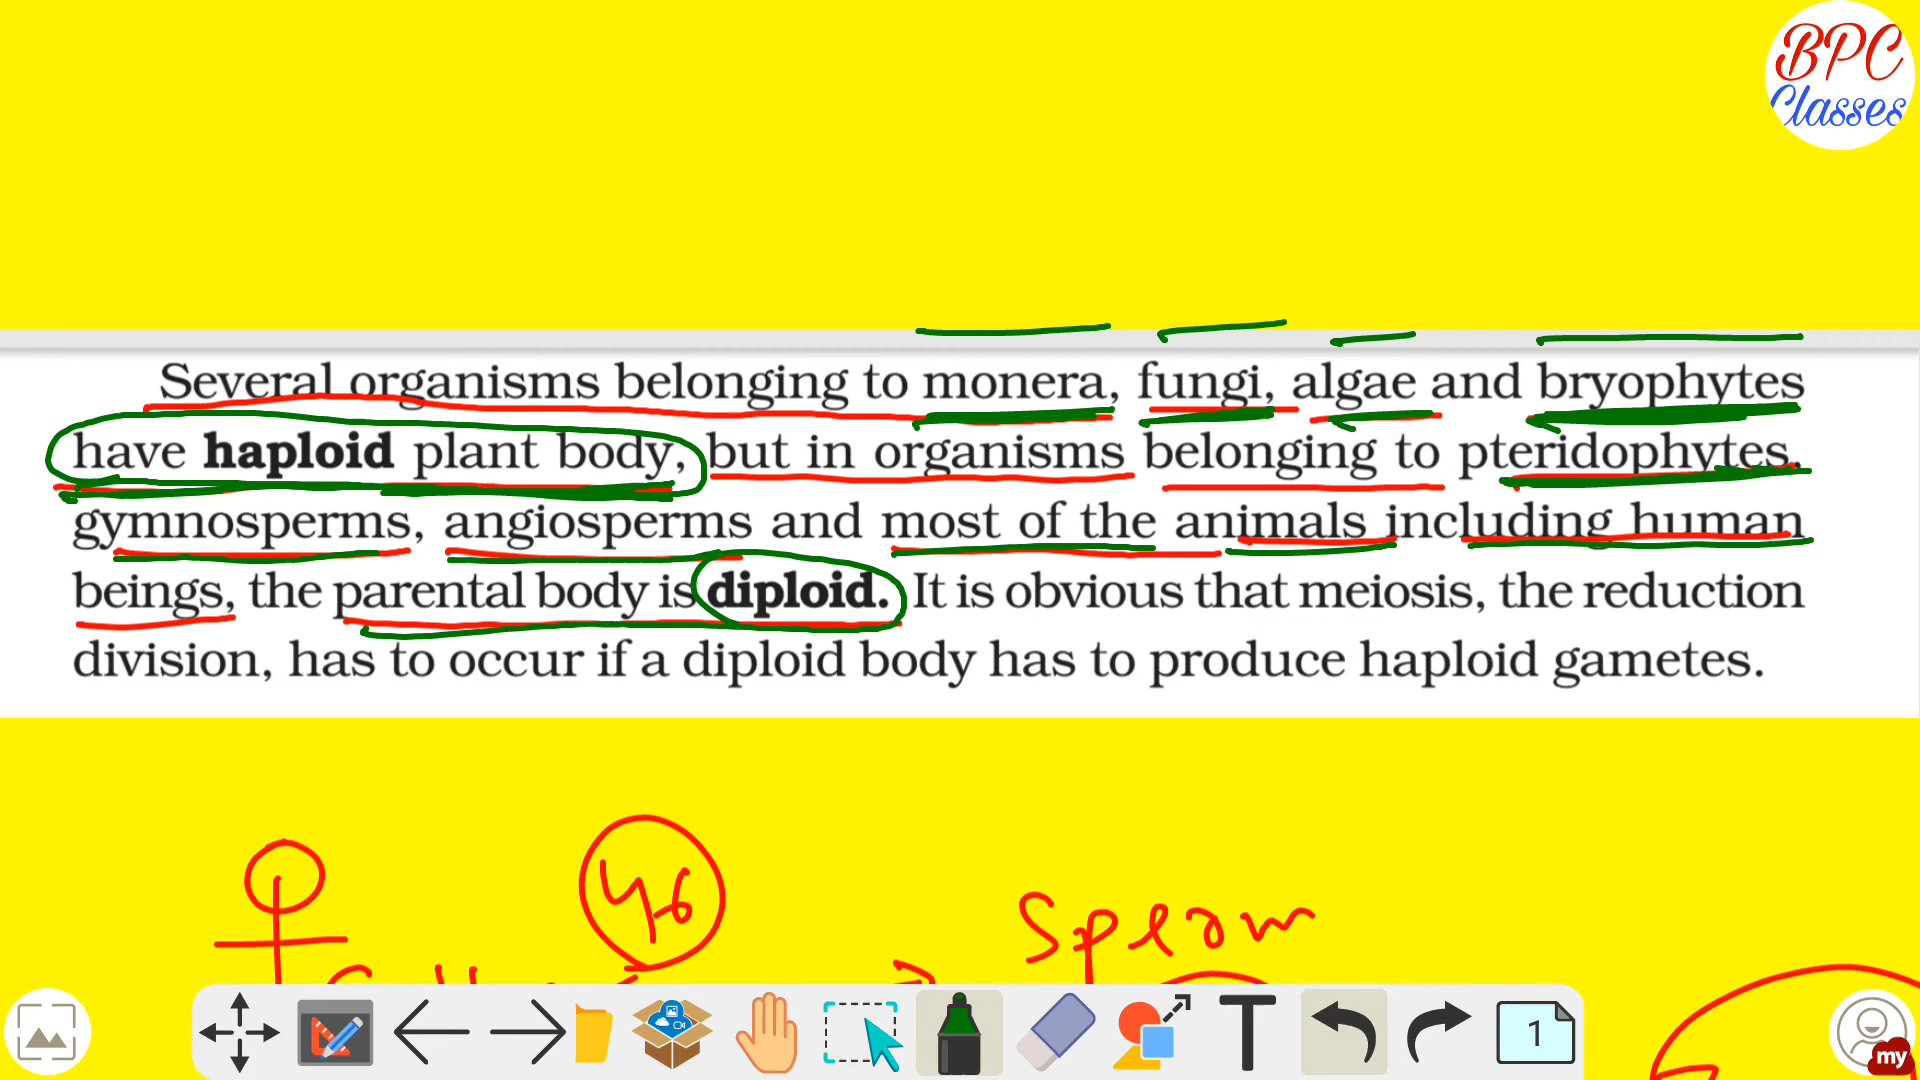 BPC
Classes
Several organisms belonging to monera, fungi, algae and bryophytes
have haploid plant body, but in organisms belonging to pteridophytes,
gymnosperms, angiosperms and most of the animals including human
beings, the parental body is diploid. It is obvious that meiosis, the reduction
division, has to occur if a diploid body has to produce haploid gametes.
46
Sperm
T
1
my